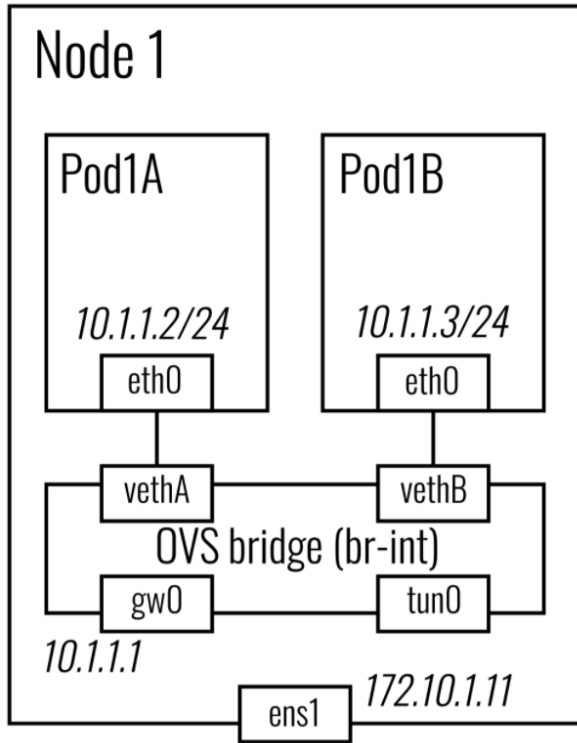 Node 1
Pod1A
Pod1B
10.1.1.2/24
10.1.1.3/24
eth0
eth0
vethA
vethB
OVS bridge (br-int)
gw0
tun0
10.1.1.1
172.10.1.11
ens1